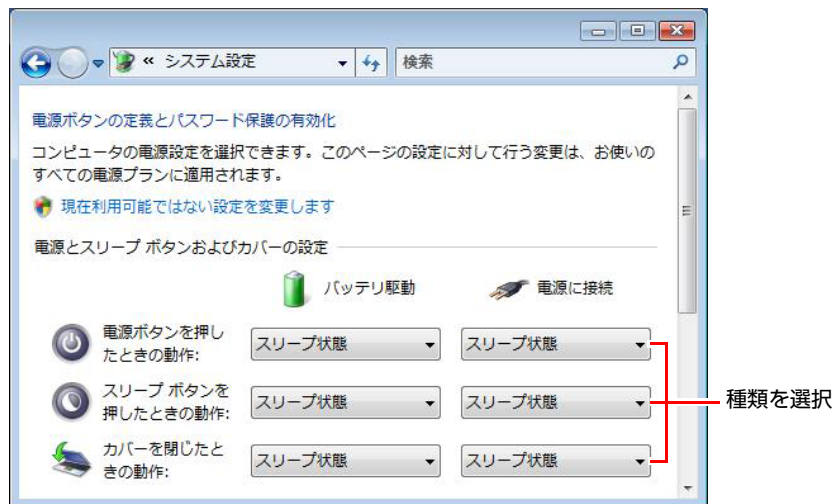 « システム設定
検索
電源ボタンの定義とパスワード保護の有効化
コンピュータの電源設定を選択できます。このページの設定に対して行う変更は、お使いの
すべての電源プランに適用されます。
現在利用可能ではない設定を変更します
電源とスリープ ボタンおよびカバーの設定
バッテリ駆動
電源に接続
電源ボタンを押し
たときの動作:
スリープ状態
スリープ状態
スリープ ボタンを
押したときの動作:
スリープ状態
スリープ状態
カバーを閉じたと
きの動作:
スリープ状態
スリープ状態
種類を選択